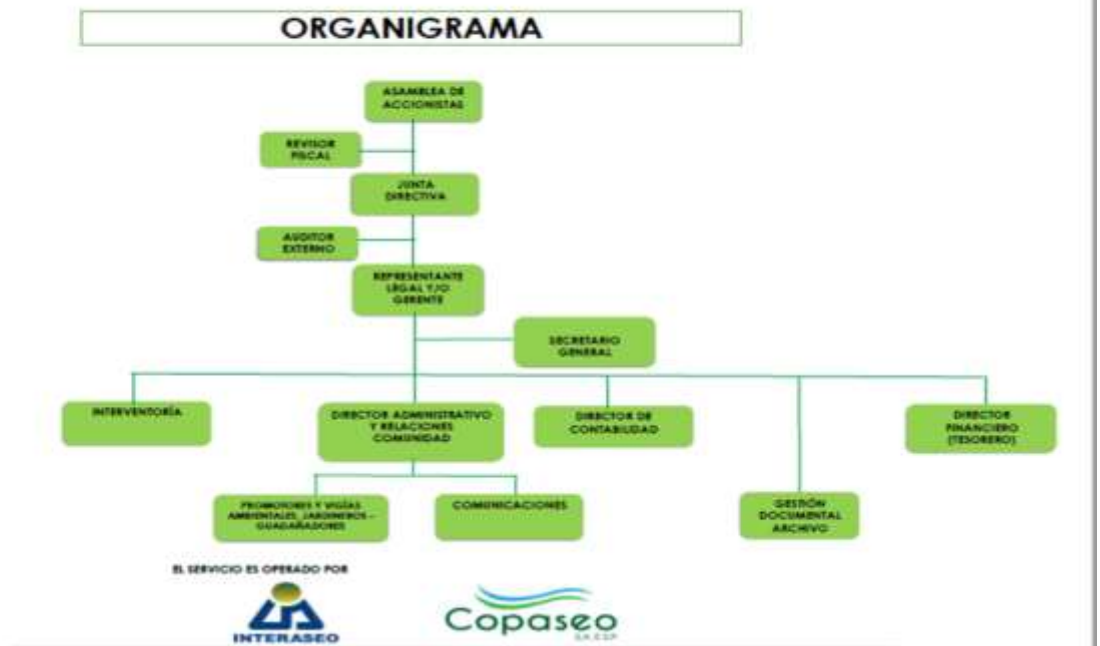 ORGANIGRAMA
ASAMBLEA DE
ACCIONISTAS
REVISOR
FISCAL
JUNTA
DIRECTIVA
AUDITOR
EXTERNO
REPRESENTANTE
LEGAL Y/O
GERENTE
SECRETARIO
GENERAL
INTERVENTORÍA
DIRECTOR ADMINISTRATIVO
Y RELACIONES
COMUNIDAD
DIRECTOR DE
CONTABILIDAD
DIRECTOR
FINANCIERO
(TESORERO)
PROMOTORES Y VIGÍAS
AMBIENTALES, JARDINEROS –
GUADAÑADORES
COMUNICACIONES
GESTIÓN
DOCUMENTAL
ARCHIVO
EL SERVICIO ES OPERADO POR
INTERASEO
Copaseo
S.A. E.S.P